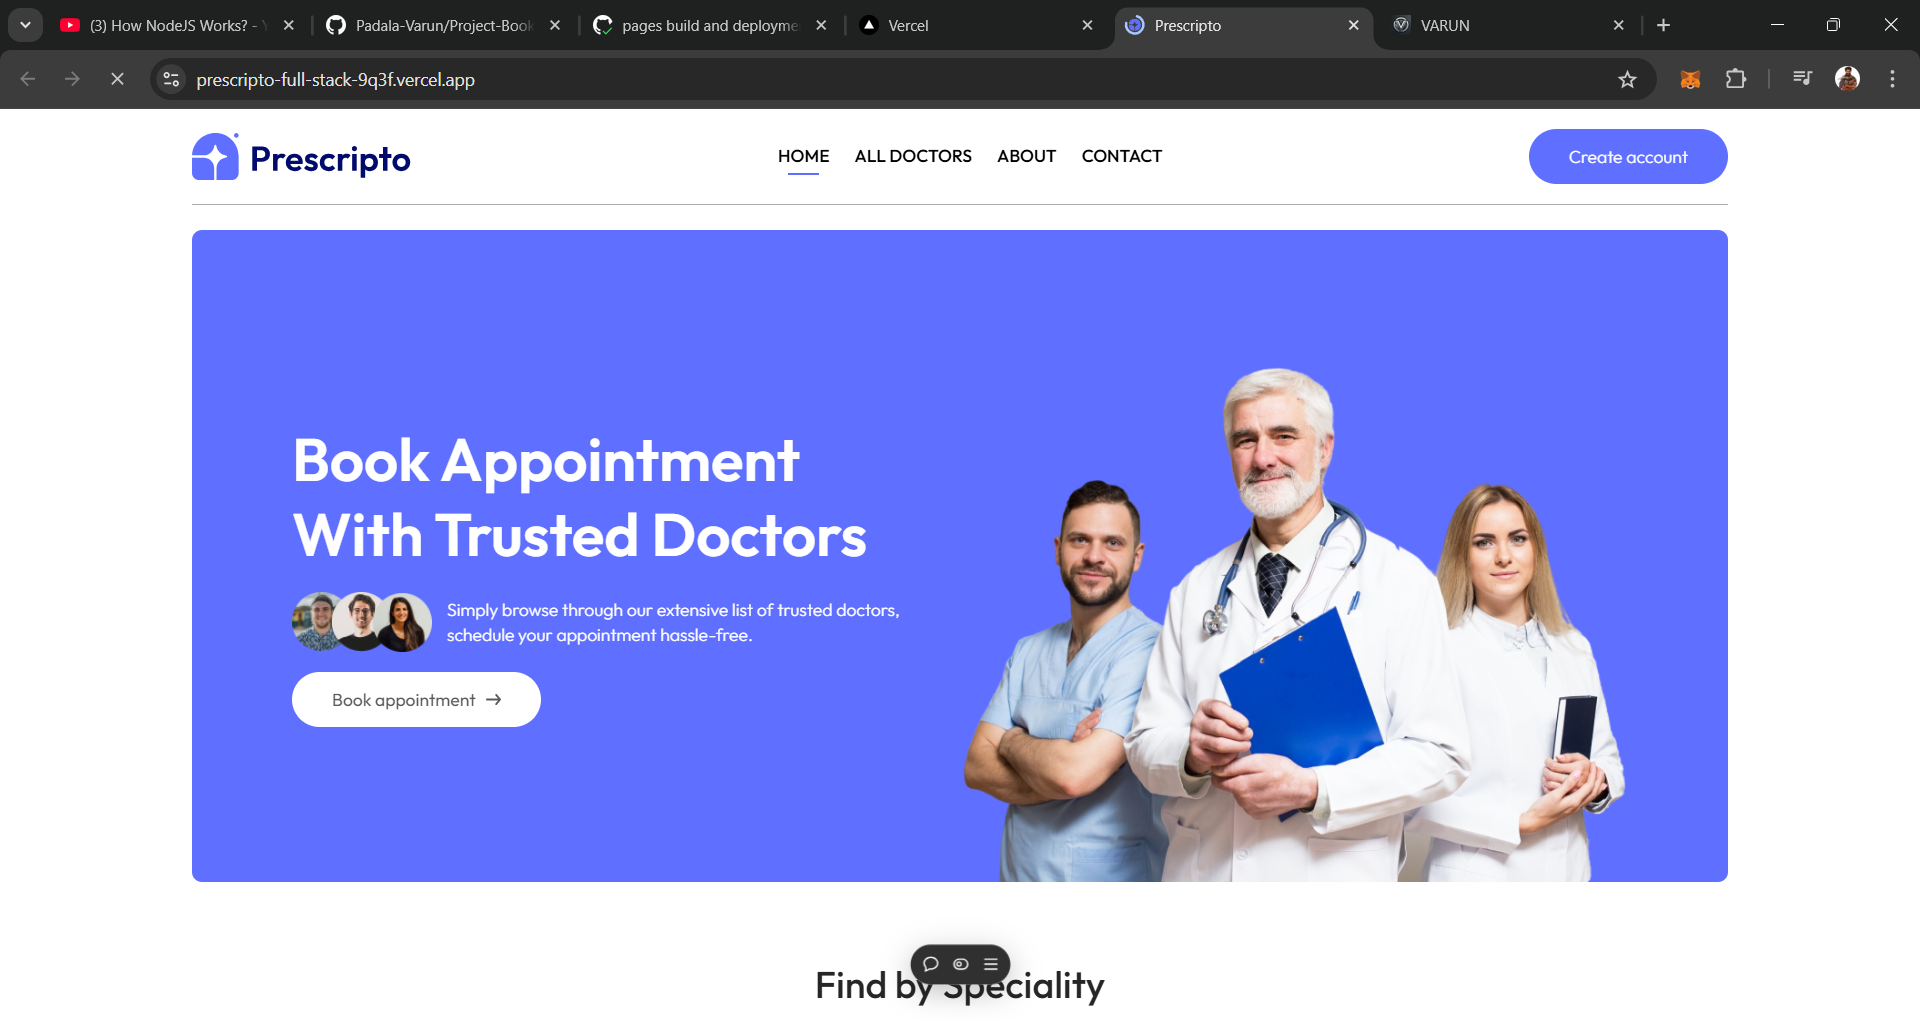 (3) How NodeJS Works? -
Padala-Varun/Project-Book
pages build and deployme
Vercel
Prescripto
VARUN
prescripto-full-stack-9q3f.vercel.app
Prescripto
HOME
ALL DOCTORS
ABOUT
CONTACT
Create account
Book Appointment
With Trusted Doctors
Simply browse through our extensive list of trusted doctors,
schedule your appointment hassle-free.
Book appointment →
Find by Speciality